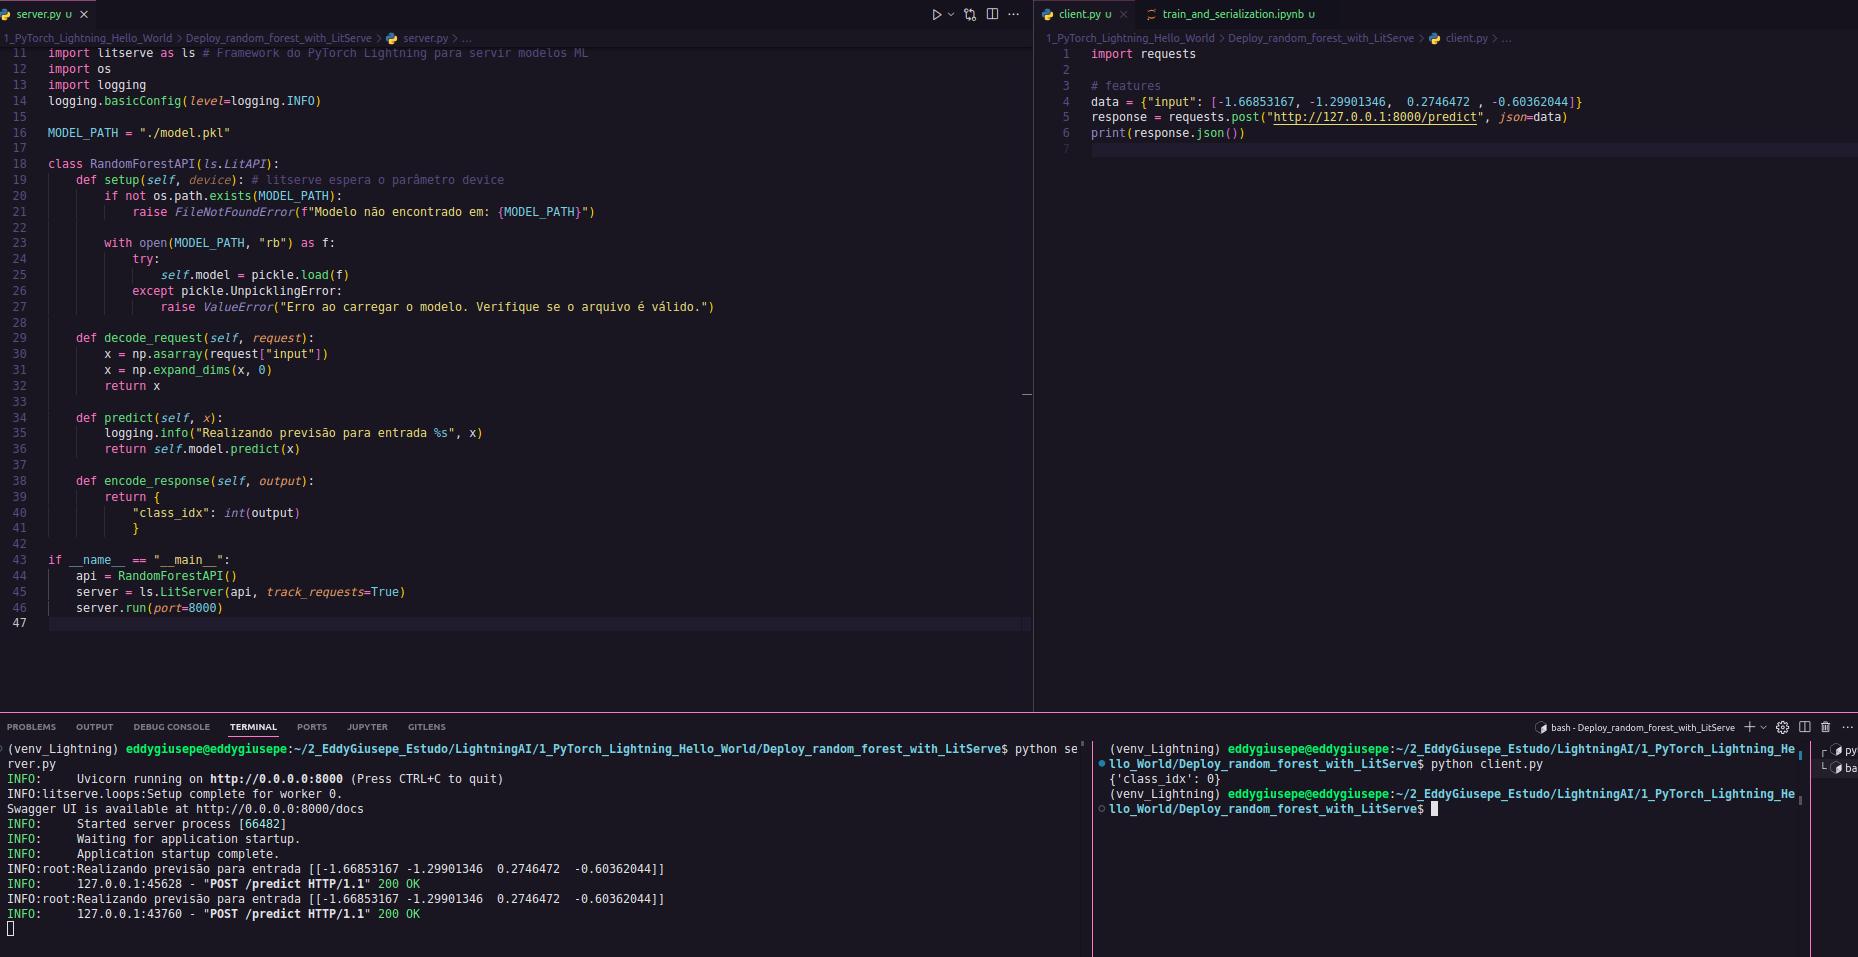 server.py U
1_PyTorch_Lightning_Hello_World > Deploy_random_forest_with_LitServe > server.py > ...
11 import litserve as ls # Framework do PyTorch Lightning para servir modelos ML
12 import os
13 import logging
14 logging.basicConfig(level=logging.INFO)
15
16 MODEL_PATH = "./model.pkl"
17
18 class RandomForestAPI(ls.LitAPI):
19     def setup(self, device): # litserve espera o parâmetro device
20         if not os.path.exists(MODEL_PATH):
21             raise FileNotFoundError(f"Modelo não encontrado em: {MODEL_PATH}")
22
23         with open(MODEL_PATH, "rb") as f:
24             try:
25                 self.model = pickle.load(f)
26             except pickle.UnpicklingError:
27                 raise ValueError("Erro ao carregar o modelo. Verifique se o arquivo é válido.")
28
29     def decode_request(self, request):
30         x = np.asarray(request["input"])
31         x = np.expand_dims(x, 0)
32         return x
33
34     def predict(self, x):
35         logging.info("Realizando previsão para entrada %s", x)
36         return self.model.predict(x)
37
38     def encode_response(self, output):
39         return {
40             "class_idx": int(output)
41             }
42
43 if __name__ == "__main__":
44     api = RandomForestAPI()
45     server = ls.LitServer(api, track_requests=True)
46     server.run(port=8000)
47
client.py U train_and_serialization.ipynb U
1_PyTorch_Lightning_Hello_World > Deploy_random_forest_with_LitServe > client.py > ...
1 import requests
2
3 # features
4 data = {"input": [-1.66853167, -1.29901346,  0.2746472 , -0.60362044]}
5 response = requests.post("http://127.0.0.1:8000/predict", json=data)
6 print(response.json())
7
PROBLEMS OUTPUT DEBUG CONSOLE TERMINAL PORTS JUPYTER GITLENS
bash - Deploy_random_forest_with_LitServe
(venv_Lightning) eddygiusepe@eddygiusepe:~/2_EddyGiusepe_Estudo/LightningAI/1_PyTorch_Lightning_Hello_World/Deploy_random_forest_with_LitServe$ python se
rver.py
INFO:     Uvicorn running on http://0.0.0.0:8000 (Press CTRL+C to quit)
INFO:litserve.loops:Setup complete for worker 0.
Swagger UI is available at http://0.0.0.0:8000/docs
INFO:     Started server process [66482]
INFO:     Waiting for application startup.
INFO:     Application startup complete.
INFO:root:Realizando previsão para entrada [[-1.66853167 -1.29901346  0.2746472  -0.60362044]]
INFO:     127.0.0.1:45628 - "POST /predict HTTP/1.1" 200 OK
INFO:root:Realizando previsão para entrada [[-1.66853167 -1.29901346  0.2746472  -0.60362044]]
INFO:     127.0.0.1:43760 - "POST /predict HTTP/1.1" 200 OK
(venv_Lightning) eddygiusepe@eddygiusepe:~/2_EddyGiusepe_Estudo/LightningAI/1_PyTorch_Lightning_He
llo_World/Deploy_random_forest_with_LitServe$ python client.py
{'class_idx': 0}
(venv_Lightning) eddygiusepe@eddygiusepe:~/2_EddyGiusepe_Estudo/LightningAI/1_PyTorch_Lightning_He
llo_World/Deploy_random_forest_with_LitServe$
py
ba